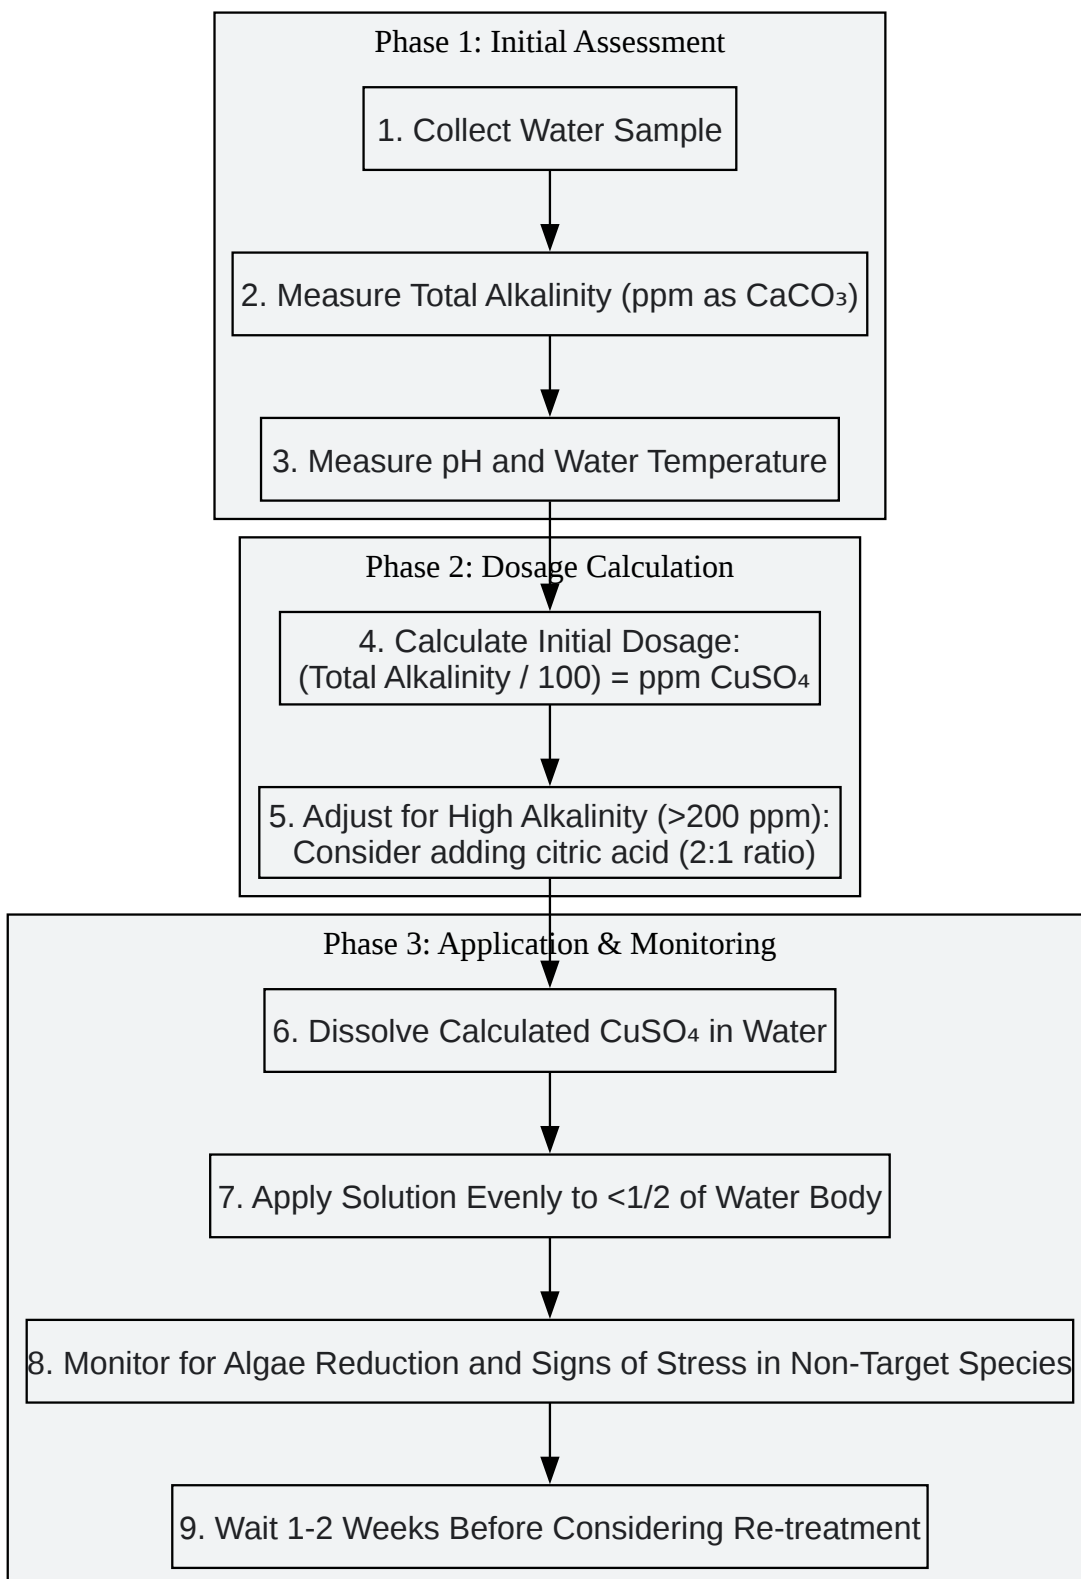 Phase 1: Initial Assessment
1. Collect Water Sample
2. Measure Total Alkalinity (ppm as CaCO₃)
3. Measure pH and Water Temperature
Phase 2: Dosage Calculation
4. Calculate Initial Dosage:
(Total Alkalinity / 100) = ppm CuSO₄
5. Adjust for High Alkalinity (>200 ppm):
Consider adding citric acid (2:1 ratio)
Phase 3: Application & Monitoring
6. Dissolve Calculated CuSO₄ in Water
7. Apply Solution Evenly to <1/2 of Water Body
8. Monitor for Algae Reduction and Signs of Stress in Non-Target Species
9. Wait 1-2 Weeks Before Considering Re-treatment